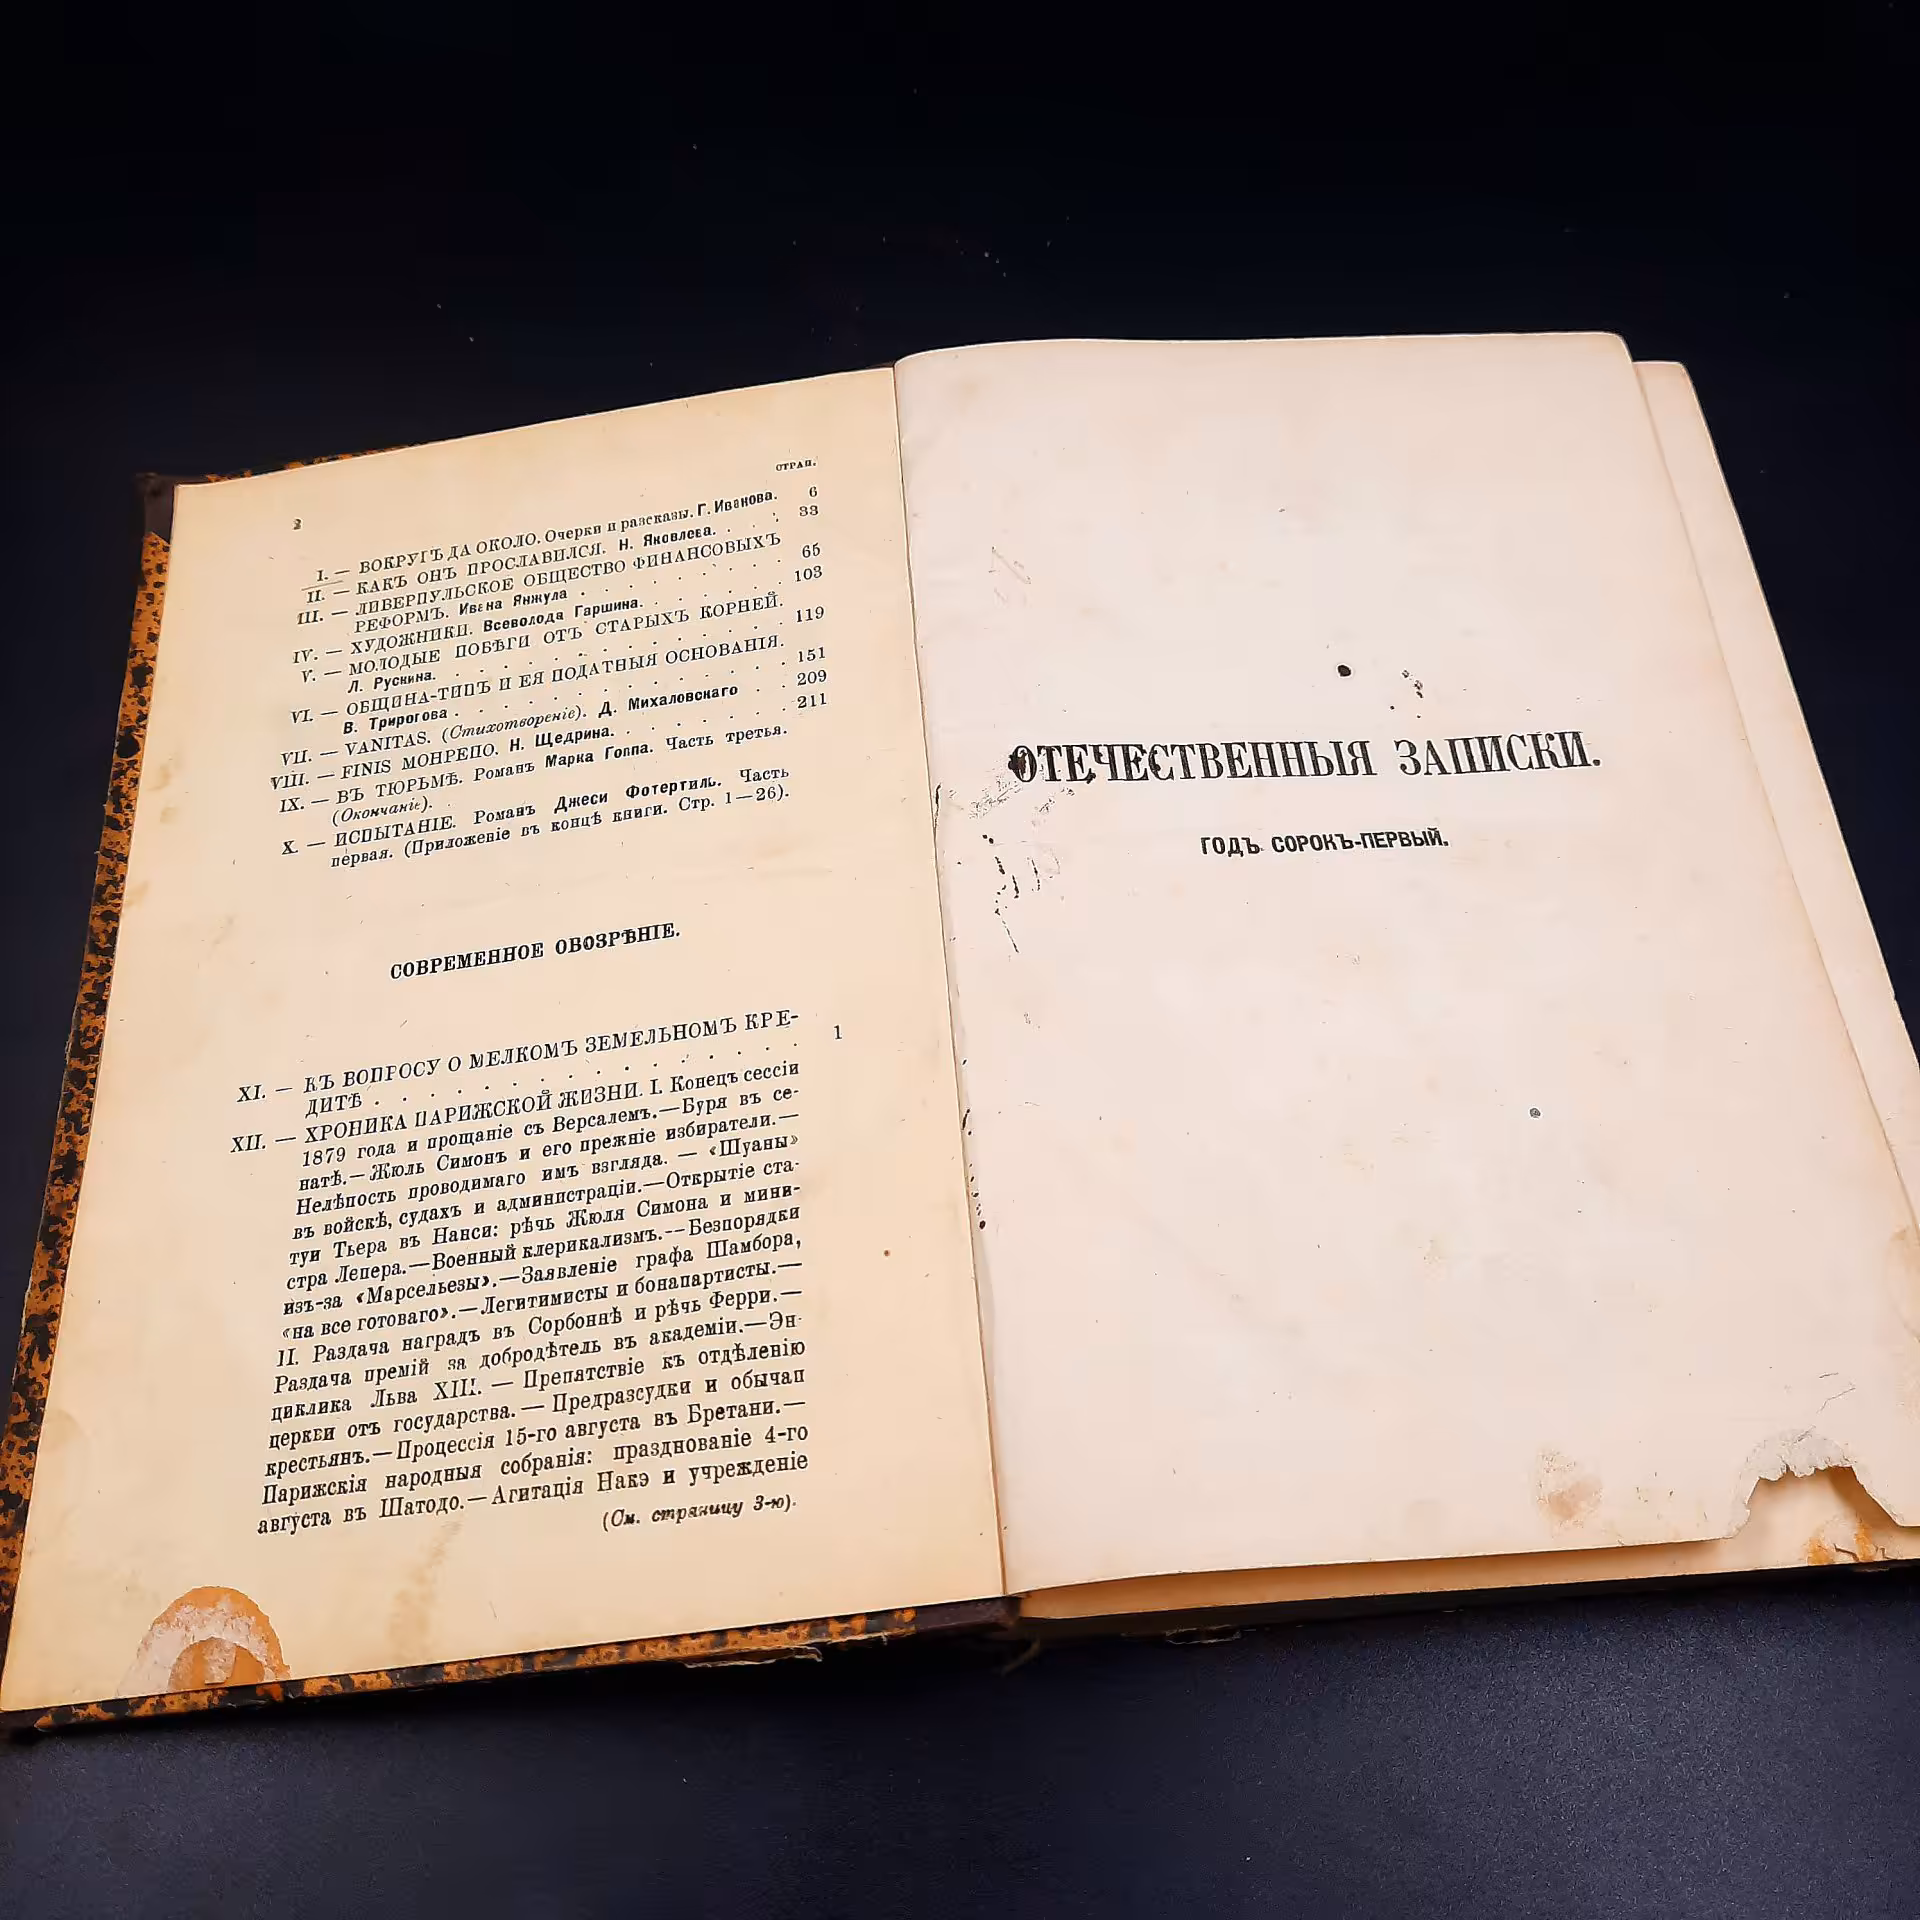 2
СТРАН.
I. — ВОКРУГЪ ДА ОКОЛО. Очерки и разсказы. Г. Иванова. 6
II. — КАКЪ ОНЪ ПРОСЛАВИЛСЯ. Н. Яковлева. . . 33
III. — ЛИВЕРПУЛЬСКОЕ ОБЩЕСТВО ФИНАНСОВЫХЪ
РЕФОРМЪ. Ивана Янжула . . . . . . . . 65
IV. — ХУДОЖНИКИ. Всеволода Гаршина. . . . . . . 103
V. — МОЛОДЫЕ ПОБѢГИ ОТЪ СТАРЫХЪ КОРНЕЙ.
Л. Рускина. . . . . . . . . . . . . 119
VI. — ОБЩИНА-ТИПЪ И ЕЯ ПОДАТНЫЯ ОСНОВАНІЯ.
В. Трирогова . . . . . . . . . . . . 151
VII. — VANITAS. (Стихотвореніе). Д. Михаловскаго . . 209
VIII. — FINIS МОНРЕПО. Н. Щедрина. . . . . . . . 211
IX. — ВЪ ТЮРЬМѢ. Романъ Марка Гоппа. Часть третья.
(Окончаніе).
X. — ИСПЫТАНІЕ. Романъ Джеси Фотергиль. Часть
первая. (Приложеніе въ концѣ книги. Стр. 1—26).
СОВРЕМЕННОЕ ОБОЗРѢНІЕ.
XI. — КЪ ВОПРОСУ О МЕЛКОМЪ ЗЕМЕЛЬНОМЪ КРЕ-
ДИТѢ . . . . . . . . . . . . 1
XII. — ХРОНИКА ПАРИЖСКОЙ ЖИЗНИ. I. Конецъ сессіи
1879 года и прощаніе съ Версалемъ.—Буря въ се-
натѣ.—Жюль Симонъ и его прежніе избиратели.—
Нелѣпость проводимаго имъ взгляда. — «Шуаны»
въ войскѣ, судахъ и администраціи.—Открытіе ста-
туи Тьера въ Нанси: рѣчь Жюля Симона и мини-
стра Лепера.—Военный клерикализмъ.—Безпорядки
изъ-за «Марсельезы».—Заявленіе графа Шамбора,
«на все готоваго».—Легитимисты и бонапартисты.—
II. Раздача наградъ въ Сорбоннѣ и рѣчь Ферри.—
Раздача премій за добродѣтель въ академіи.—Эн-
циклика Льва XIII. — Препятствіе къ отдѣленію
церкви отъ государства. — Предразсудки и обычаи
крестьянъ.—Процессія 15-го августа въ Бретани.—
Парижскія народныя собранія: празднованіе 4-го
августа въ Шатодо.—Агитація Накэ и учрежденіе
(См. страницу 3-ю).
ОТЕЧЕСТВЕННЫЯ ЗАПИСКИ.
ГОДЪ СОРОКЪ-ПЕРВЫЙ.